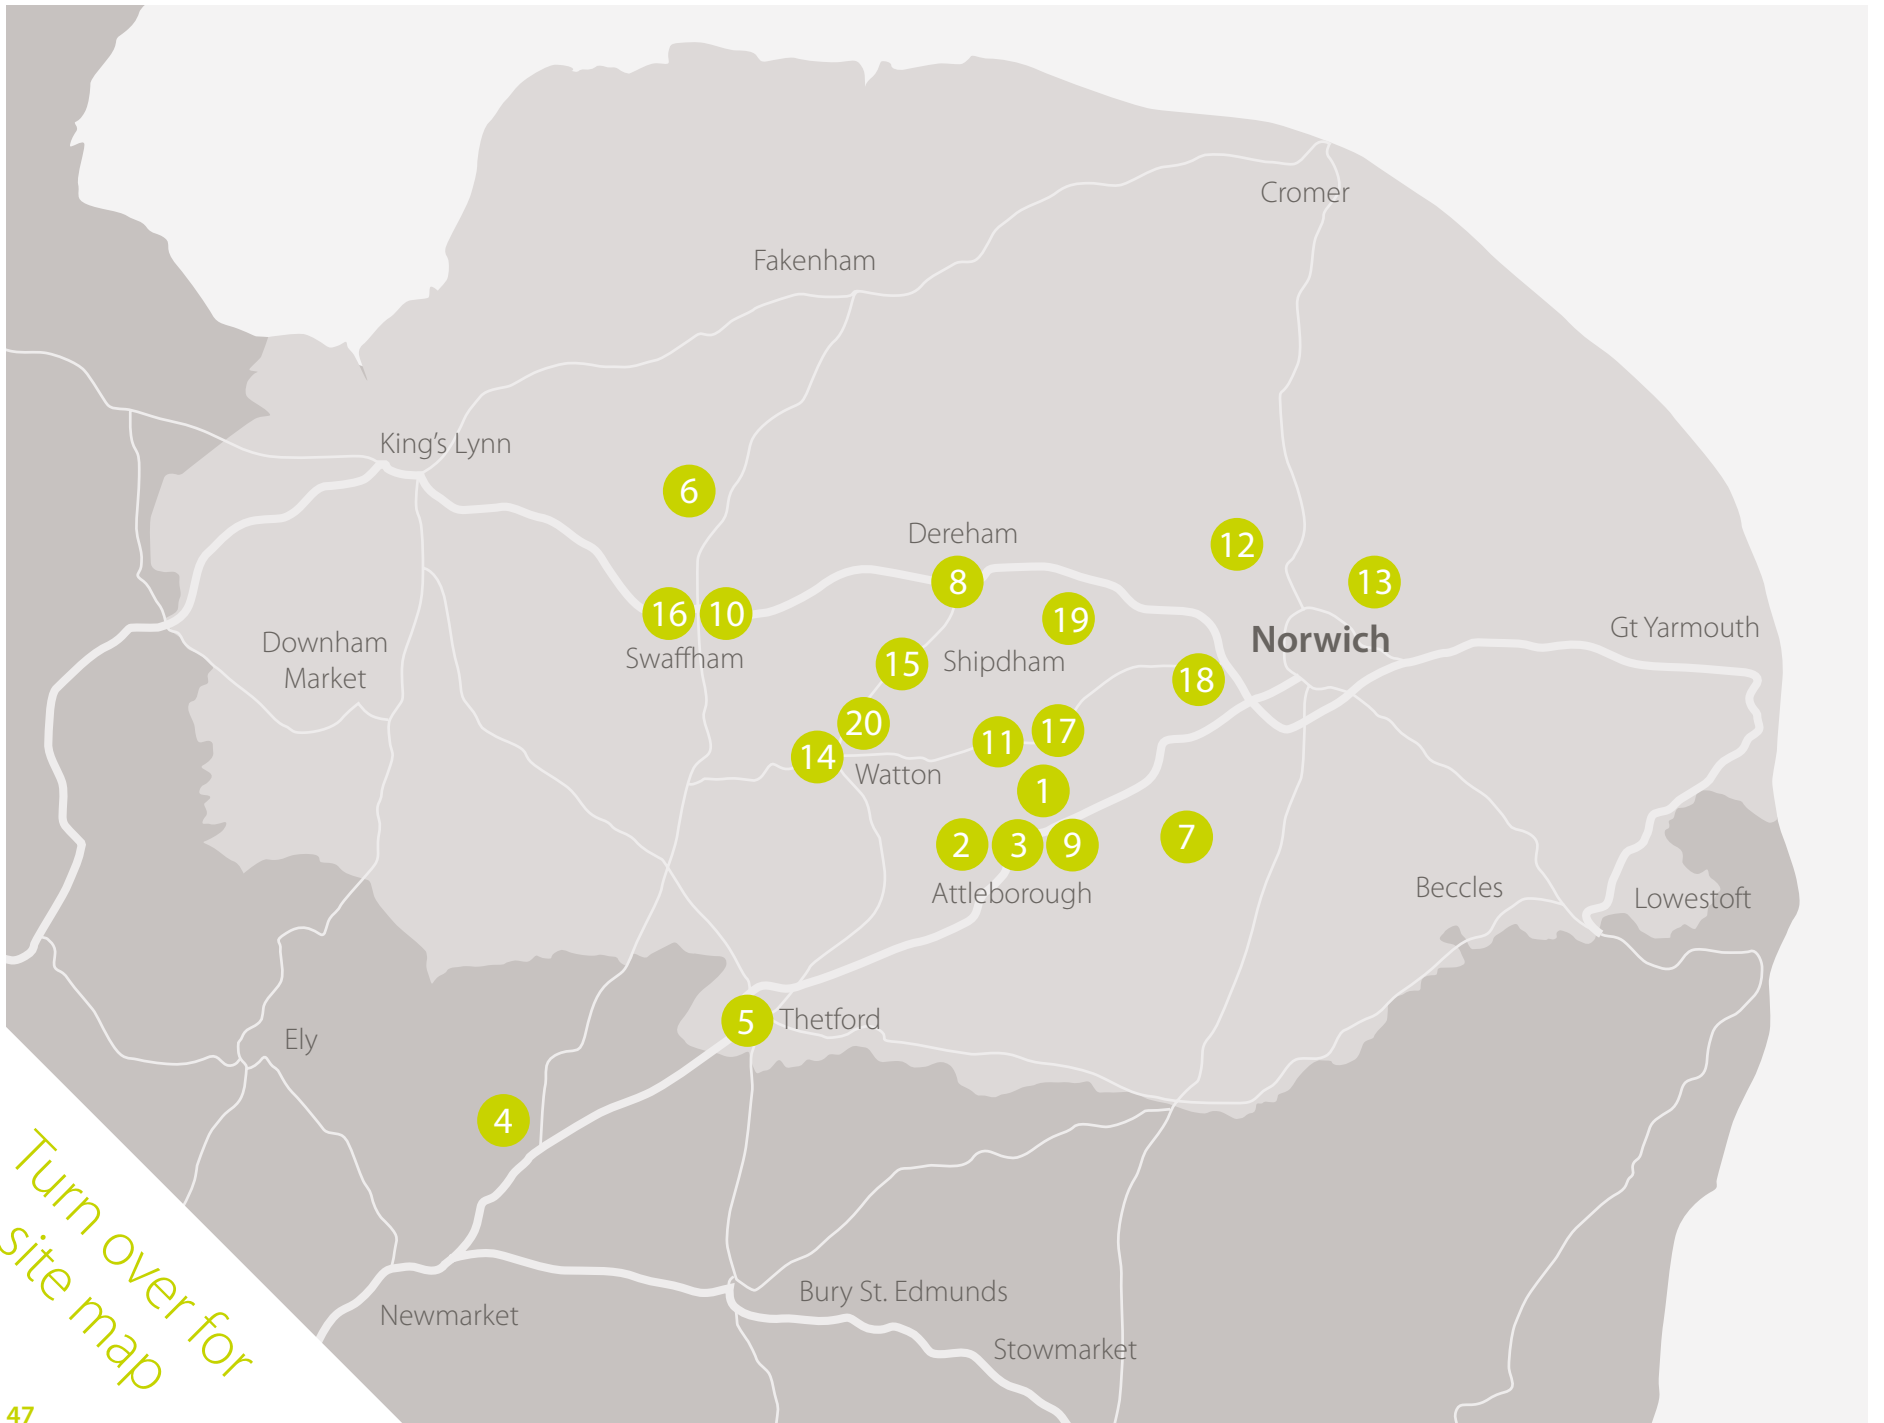 Cromer
Fakenham
King's Lynn
6
Dereham
12
8
13
16
10
19
Gt Yarmouth
Norwich
Downham
Market
Swaffham
15
Shipdham
18
20
17
11
14
Watton
1
7
2
3
9
Attleborough
Beccles
Lowestoft
5
Thetford
Ely
4
Turn over for
site map
Bury St. Edmunds
Newmarket
Stowmarket
47